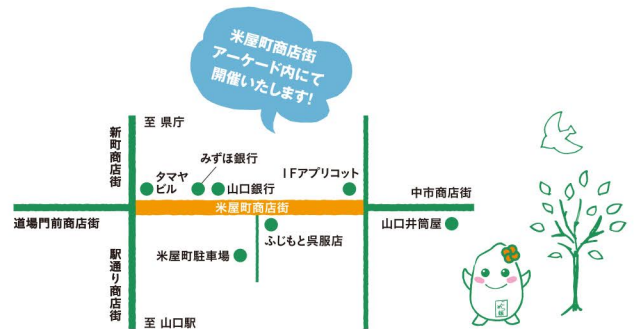 米屋町商店街
アーケード内にて
開催いたします!
至 県庁
新町商店街
みずほ銀行
タマヤ
ビル
山口銀行
IFアプリコット
中市商店街
米屋町商店街
道場門前商店街
山口井筒屋
ふじもと呉服店
米屋町駐車場
駅通り商店街
至 山口駅